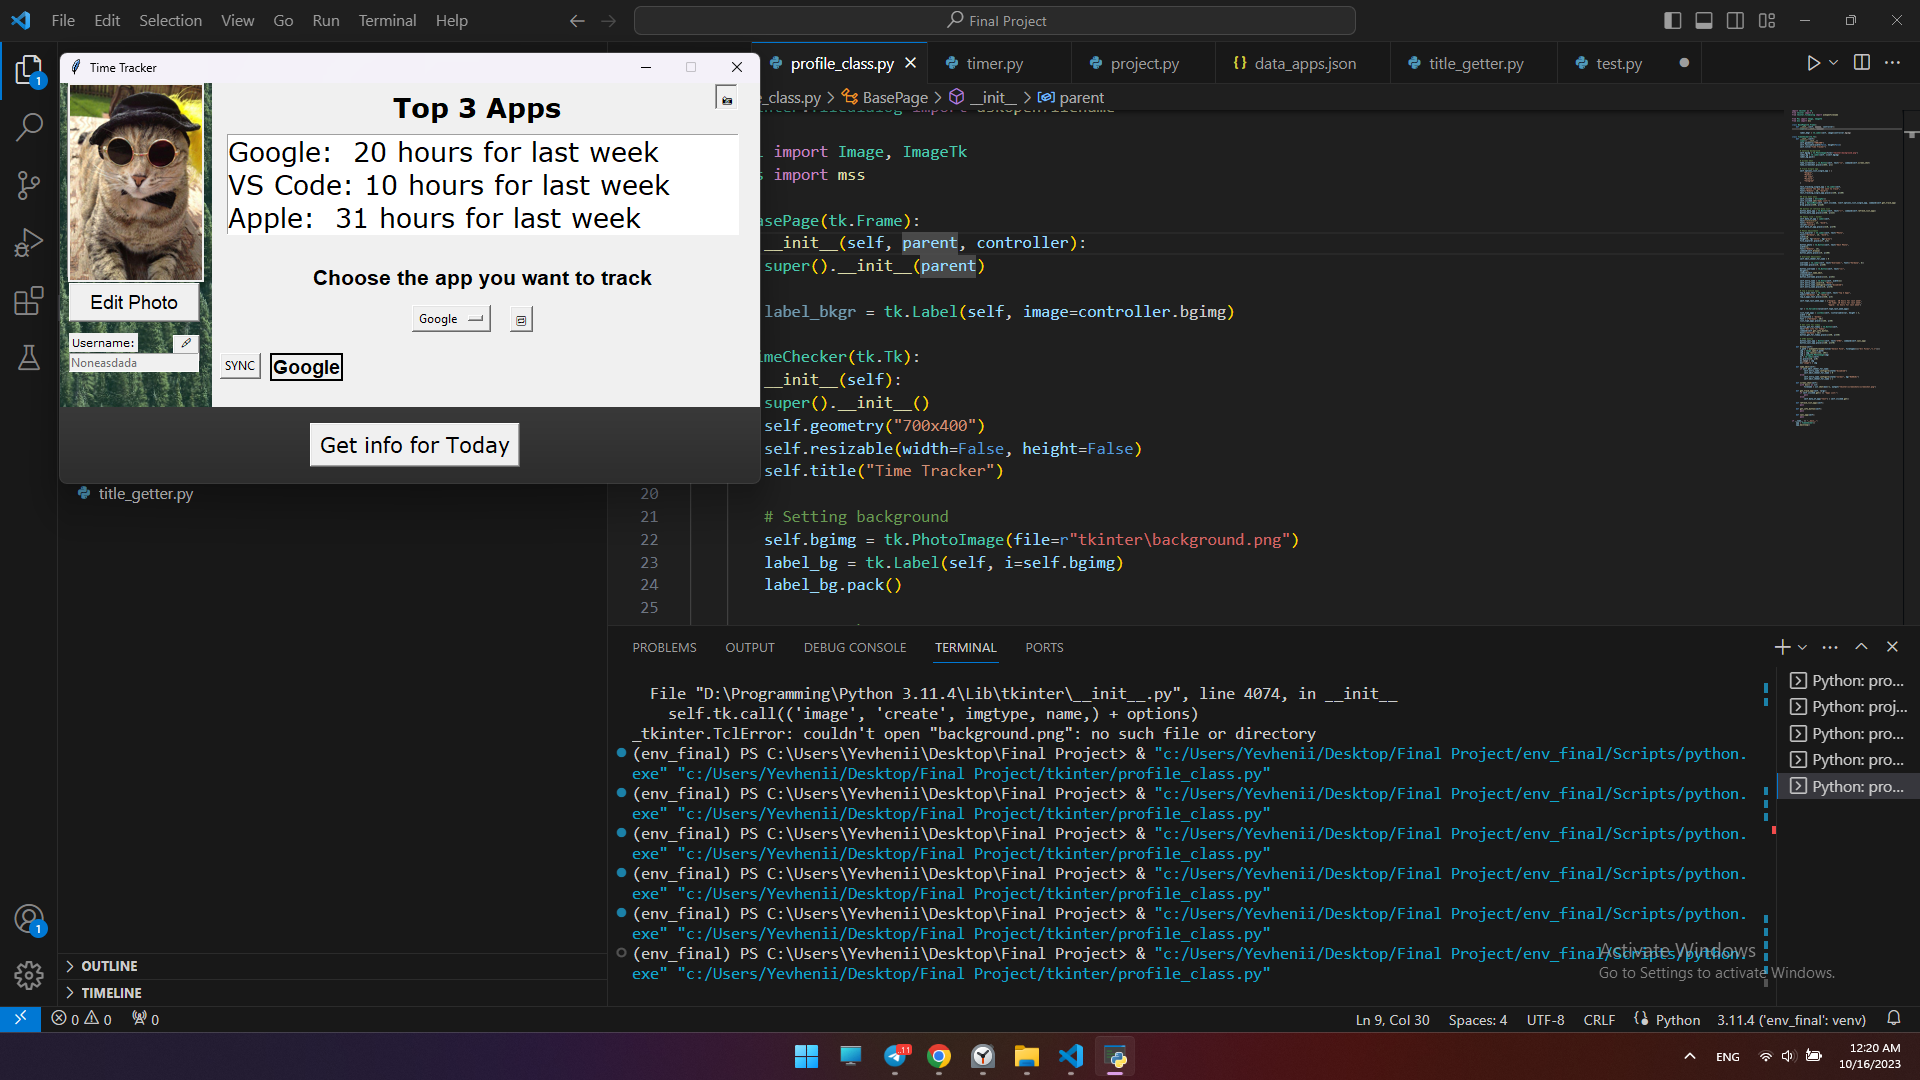 File Edit Selection View Go Run Terminal Help
Final Project
1
Time Tracker
Top 3 Apps
Google: 20 hours for last week
VS Code: 10 hours for last week
Apple: 31 hours for last week
Edit Photo
Choose the app you want to track
Google
Username:
Noneasdada
SYNC
Google
Get info for Today
title_getter.py
profile_class.py
timer.py
project.py
data_apps.json
title_getter.py
test.py
e_class.py > BasePage > __init__ > parent
import Image, ImageTk
import mss
asePage(tk.Frame):
__init__(self, parent, controller):
super().__init__(parent)
label_bkgr = tk.Label(self, image=controller.bgimg)
imeChecker(tk.Tk):
__init__(self):
super().__init__()
self.geometry("700x400")
self.resizable(width=False, height=False)
self.title("Time Tracker")
20
21 # Setting background
22 self.bgimg = tk.PhotoImage(file=r"tkinter\background.png")
23 label_bg = tk.Label(self, i=self.bgimg)
24 label_bg.pack()
25
PROBLEMS OUTPUT DEBUG CONSOLE TERMINAL PORTS
File "D:\Programming\Python 3.11.4\Lib\tkinter\__init__.py", line 4074, in __init__
self.tk.call(('image', 'create', imgtype, name,) + options)
_tkinter.TclError: couldn't open "background.png": no such file or directory
(env_final) PS C:\Users\Yevhenii\Desktop\Final Project> & "c:/Users/Yevhenii/Desktop/Final Project/env_final/Scripts/python.
exe" "c:/Users/Yevhenii/Desktop/Final Project/tkinter/profile_class.py"
(env_final) PS C:\Users\Yevhenii\Desktop\Final Project> & "c:/Users/Yevhenii/Desktop/Final Project/env_final/Scripts/python.
exe" "c:/Users/Yevhenii/Desktop/Final Project/tkinter/profile_class.py"
(env_final) PS C:\Users\Yevhenii\Desktop\Final Project> & "c:/Users/Yevhenii/Desktop/Final Project/env_final/Scripts/python.
exe" "c:/Users/Yevhenii/Desktop/Final Project/tkinter/profile_class.py"
(env_final) PS C:\Users\Yevhenii\Desktop\Final Project> & "c:/Users/Yevhenii/Desktop/Final Project/env_final/Scripts/python.
exe" "c:/Users/Yevhenii/Desktop/Final Project/tkinter/profile_class.py"
(env_final) PS C:\Users\Yevhenii\Desktop\Final Project> & "c:/Users/Yevhenii/Desktop/Final Project/env_final/Scripts/python.
exe" "c:/Users/Yevhenii/Desktop/Final Project/tkinter/profile_class.py"
(env_final) PS C:\Users\Yevhenii\Desktop\Final Project> & "c:/Users/Yevhenii/Desktop/Final Project/env_final/Scripts/python.
exe" "c:/Users/Yevhenii/Desktop/Final Project/tkinter/profile_class.py"
Python: pro...
Python: proj...
Python: pro...
Python: pro...
Python: pro...
Activate Windows
Go to Settings to activate Windows.
1
OUTLINE
TIMELINE
0 0 0
Ln 9, Col 30 Spaces: 4 UTF-8 CRLF Python 3.11.4 ('env_final': venv)
11
ENG
12:20 AM
10/16/2023